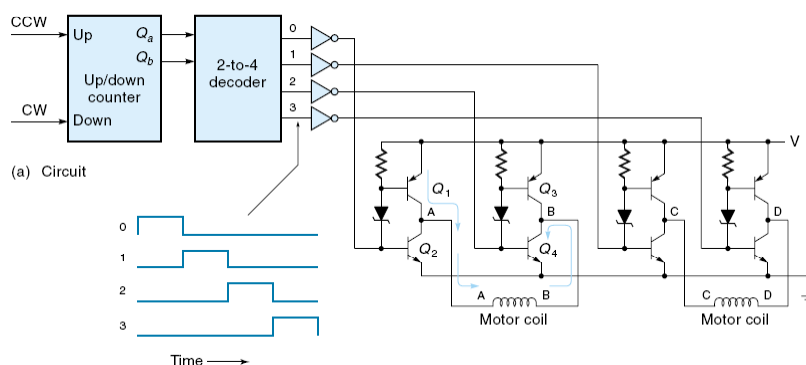 CCW
Up
Qa
Qb
Up/down
counter
CW
Down
2-to-4
decoder
0
1
2
3
(a) Circuit
V
Q1
Q3
A
B
C
D
Q2
Q4
A B
C D
Motor coil
Motor coil
0
1
2
3
Time